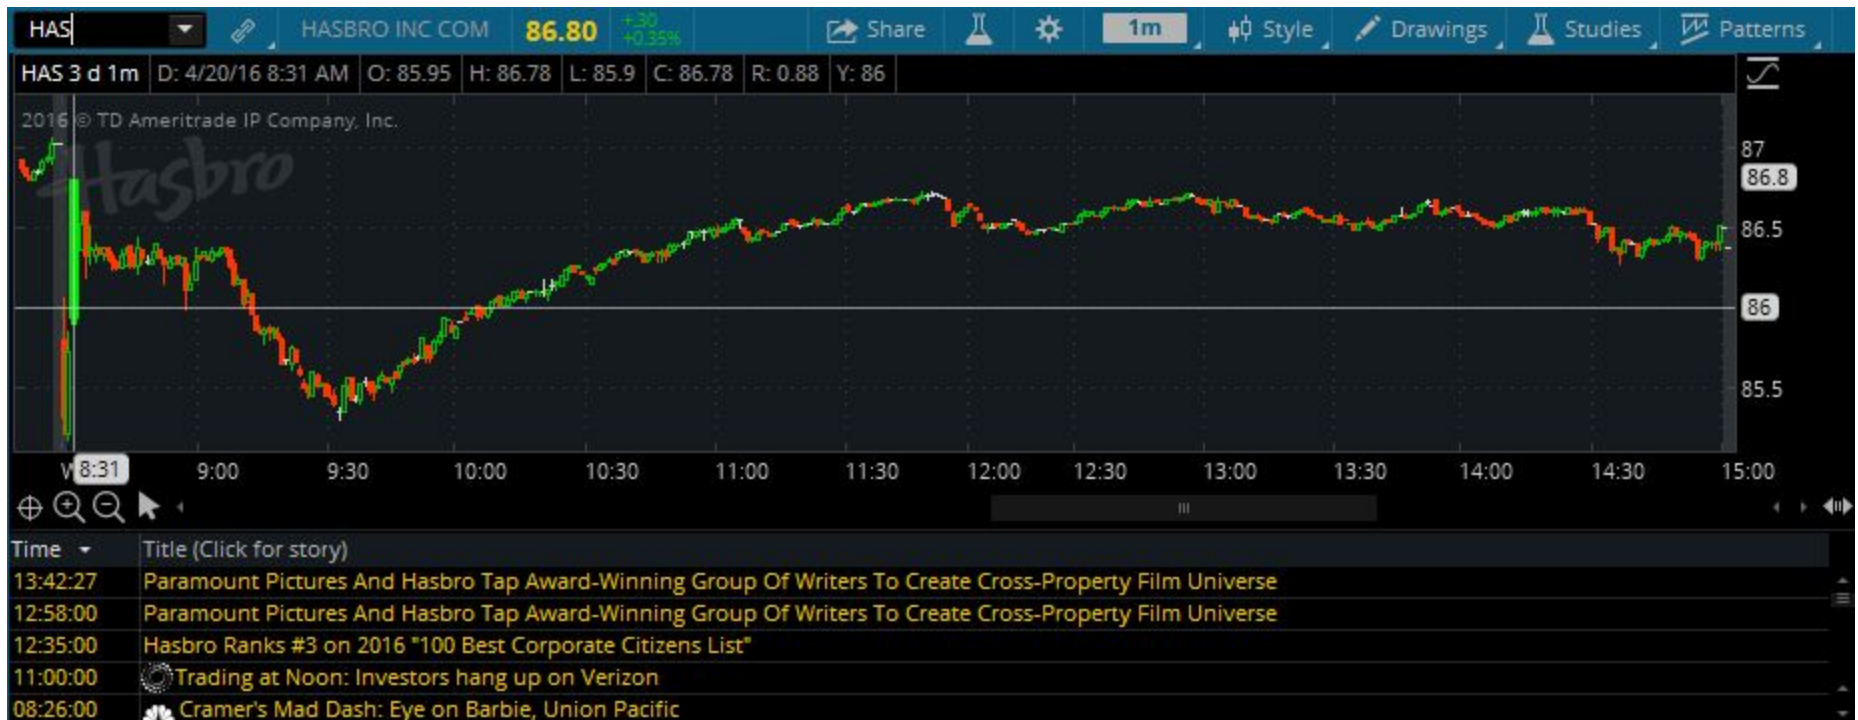 HAS HASBRO INC COM 86.80 +.30 +0.35% Share 1m Style Drawings Studies Patterns
HAS 3 d 1m D: 4/20/16 8:31 AM O: 85.95 H: 86.78 L: 85.9 C: 86.78 R: 0.88 Y: 86
2016 © TD Ameritrade IP Company, Inc.
Hasbro
87
86.8
86.5
86
85.5
8:31 9:00 9:30 10:00 10:30 11:00 11:30 12:00 12:30 13:00 13:30 14:00 14:30 15:00
Time Title (Click for story)
13:42:27 Paramount Pictures And Hasbro Tap Award-Winning Group Of Writers To Create Cross-Property Film Universe
12:58:00 Paramount Pictures And Hasbro Tap Award-Winning Group Of Writers To Create Cross-Property Film Universe
12:35:00 Hasbro Ranks #3 on 2016 "100 Best Corporate Citizens List"
11:00:00 Trading at Noon: Investors hang up on Verizon
08:26:00 Cramer's Mad Dash: Eye on Barbie, Union Pacific